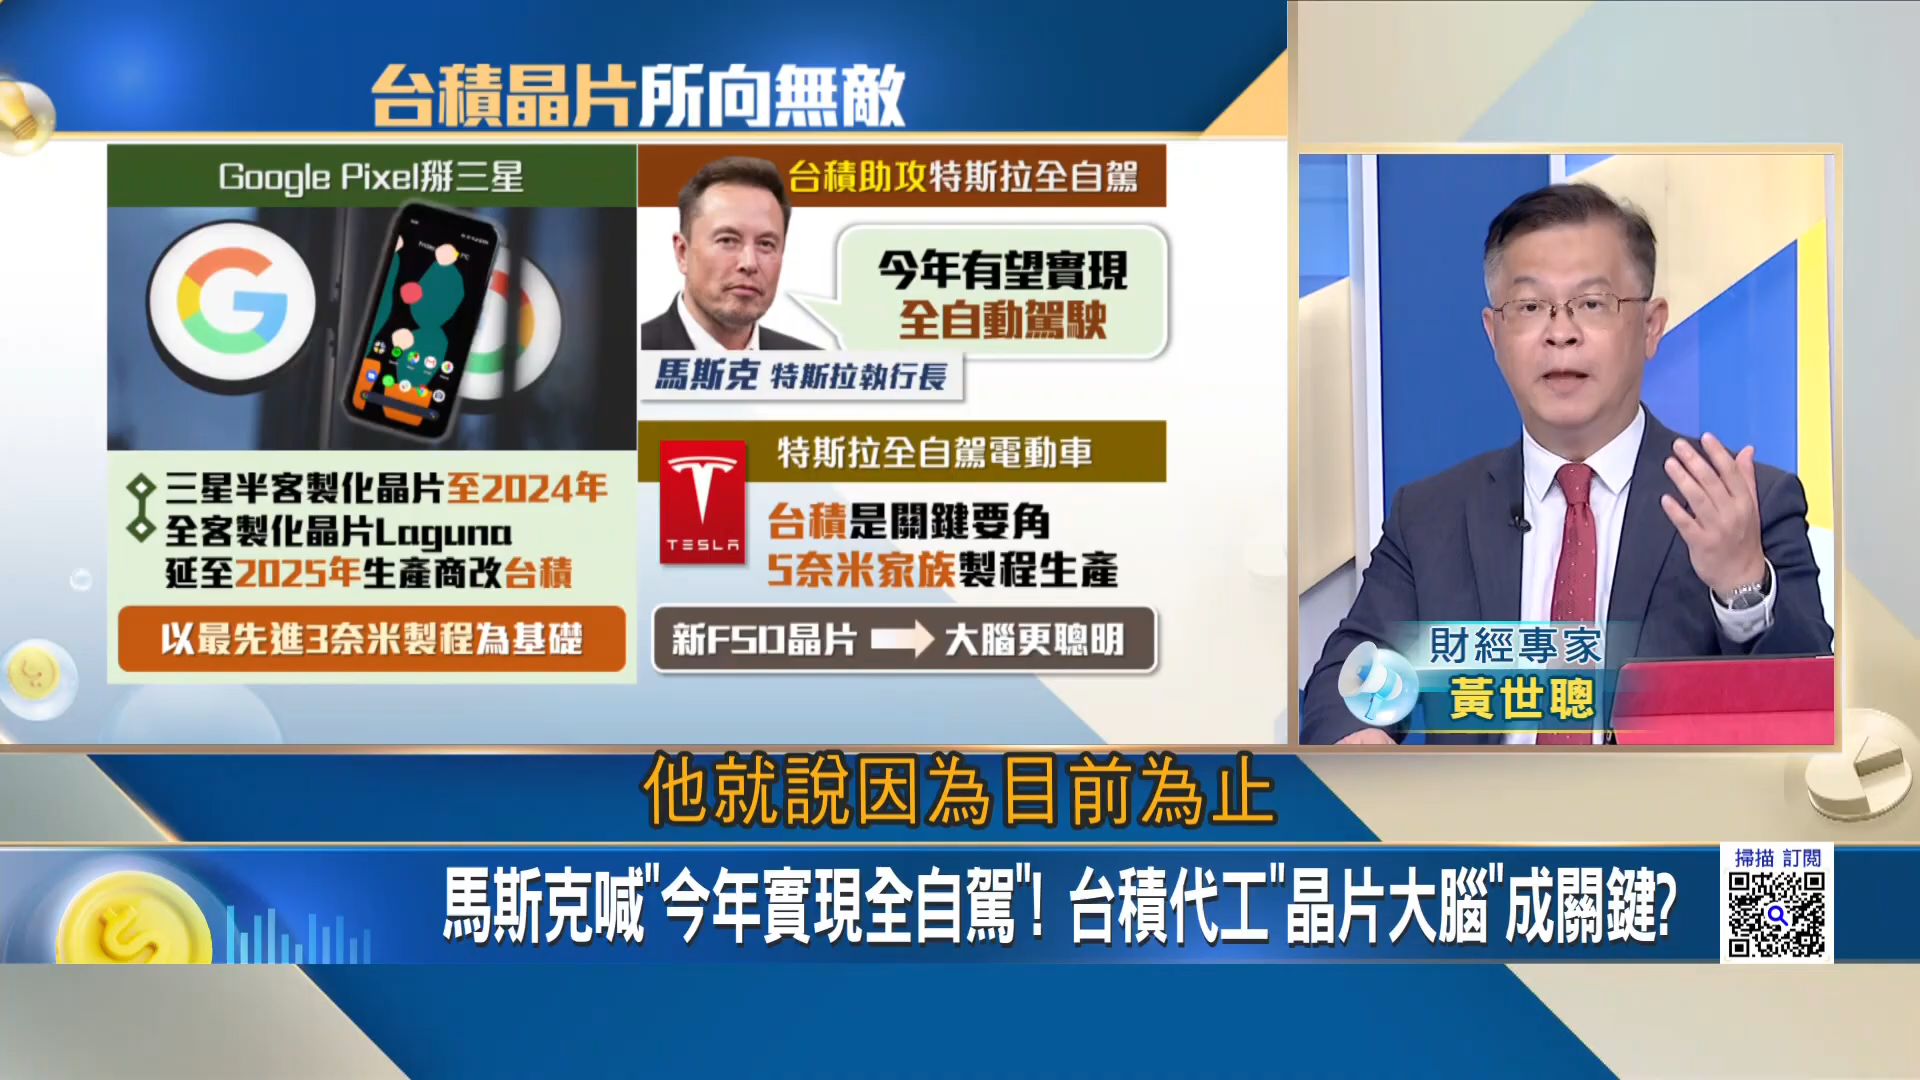 台積晶片所向無敵
Google Pixel掰三星
三星半客製化晶片至2024年
全客製化晶片Laguna
延至2025年生產商改台積
以最先進3奈米製程為基礎
台積助攻特斯拉全自駕
今年有望實現
全自動駕駛
馬斯克 特斯拉執行長
特斯拉全自駕電動車
TESLA
台積是關鍵要角
5奈米家族製程生產
新FSD晶片
大腦更聰明
財經專家
黃世聰
他就說因為目前為止
馬斯克喊"今年實現全自駕"! 台積代工"晶片大腦"成關鍵?
掃描 訂閱